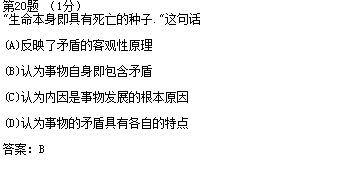 第20题 （1分）
"生命本身即具有死亡的种子."这句话
(A)反映了矛盾的客观性原理
(B)认为事物自身即包含矛盾
(C)认为内因是事物发展的根本原因
(D)认为事物的矛盾具有各自的特点
答案：B